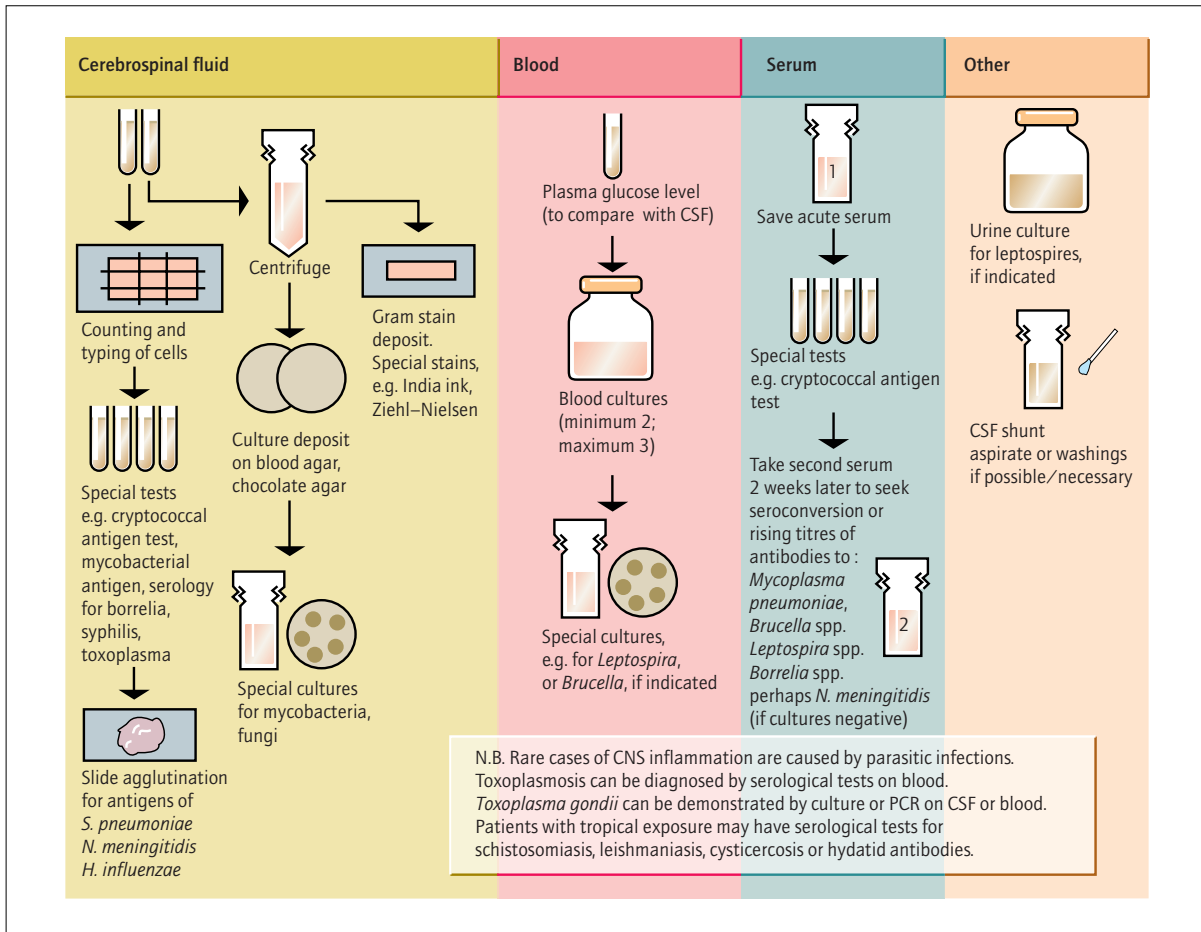 Cerebrospinal fluid
Counting and
typing of cells
Special tests
e.g. cryptococcal
antigen test,
mycobacterial
antigen, serology
for borrelia,
syphilis,
toxoplasma
Slide agglutination
for antigens of
S. pneumoniae
N. meningitidis
H. influenzae
Centrifuge
Culture deposit
on blood agar,
chocolate agar
Special cultures
for mycobacteria,
fungi
Gram stain
deposit.
Special stains,
e.g. India ink,
Ziehl–Nielsen
Blood
Plasma glucose level
(to compare with CSF)
Blood cultures
(minimum 2;
maximum 3)
Special cultures,
e.g. for Leptospira,
or Brucella, if indicated
Serum
1
Save acute serum
Special tests
e.g. cryptococcal antigen
test
Take second serum
2 weeks later to seek
seroconversion or
rising titres of
antibodies to :
Mycoplasma
pneumoniae,
Brucella spp.
Leptospira spp.
Borrelia spp.
perhaps N. meningitidis
(if cultures negative)
2
Other
Urine culture
for leptospires,
if indicated
CSF shunt
aspirate or washings
if possible/necessary
N.B. Rare cases of CNS inflammation are caused by parasitic infections.
Toxoplasmosis can be diagnosed by serological tests on blood.
Toxoplasma gondii can be demonstrated by culture or PCR on CSF or blood.
Patients with tropical exposure may have serological tests for
schistosomiasis, leishmaniasis, cysticercosis or hydatid antibodies.